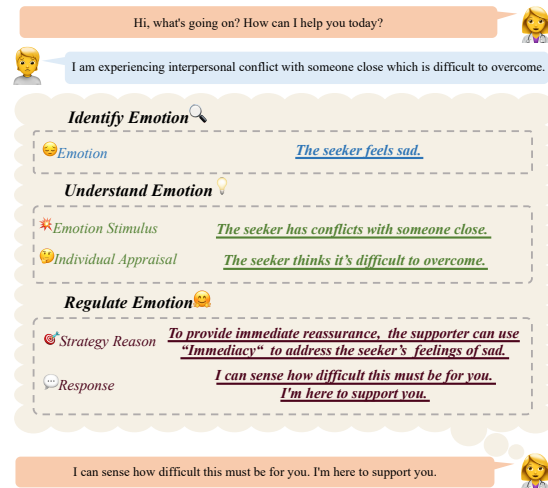 Hi, what's going on? How can I help you today?
I am experiencing interpersonal conflict with someone close which is difficult to overcome.
Identify Emotion
Emotion The seeker feels sad.
Understand Emotion
Emotion Stimulus The seeker has conflicts with someone close.
Individual Appraisal The seeker thinks it's difficult to overcome.
Regulate Emotion
To provide immediate reassurance, the supporter can use
Strategy Reason
“Immediacy“ to address the seeker's feelings of sad.
Response I can sense how difficult this must be for you.
I'm here to support you.
I can sense how difficult this must be for you. I'm here to support you.